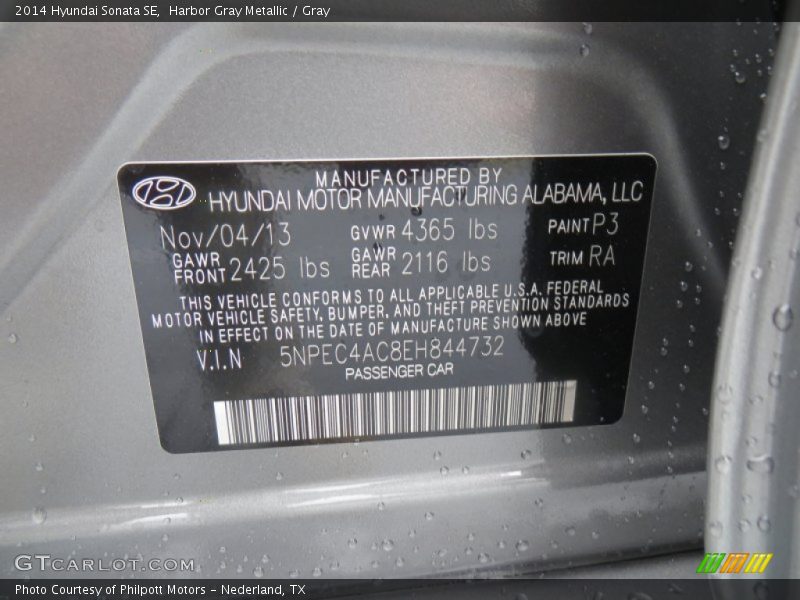 2014 Hyundai Sonata SE, Harbor Gray Metallic / Gray
MANUFACTURED BY
HYUNDAI MOTOR MANUFACTURING ALABAMA, LLC
Nov/04/13 GVWR 4365 lbs PAINT P3
GAWR FRONT 2425 lbs GAWR REAR 2116 lbs TRIM RA
THIS VEHICLE CONFORMS TO ALL APPLICABLE U.S.A. FEDERAL
MOTOR VEHICLE SAFETY, BUMPER, AND THEFT PREVENTION STANDARDS
IN EFFECT ON THE DATE OF MANUFACTURE SHOWN ABOVE
V.I.N 5NPEC4AC8EH844732
PASSENGER CAR
GTCARLOT.COM
Photo Courtesy of Philpott Motors - Nederland, TX